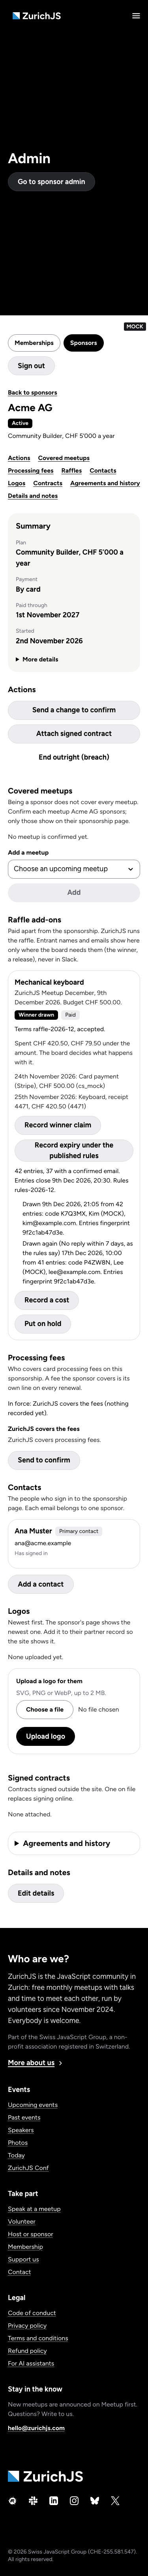 ZurichJS
Admin
Go to sponsor admin
MOCK
Memberships
Sponsors
Sign out
Back to sponsors
Acme AG
Active
Community Builder, CHF 5'000 a year
Actions
Covered meetups
Processing fees
Raffles
Contacts
Logos
Contracts
Agreements and history
Details and notes
Summary
Plan
Community Builder, CHF 5'000 a
year
Payment
By card
Paid through
1st November 2027
Started
2nd November 2026
More details
Actions
Send a change to confirm
Attach signed contract
End outright (breach)
Covered meetups
Being a sponsor does not cover every meetup.
Confirm each meetup Acme AG sponsors;
only those show on their sponsorship page.
No meetup is confirmed yet.
Add a meetup
Choose an upcoming meetup
Add
Raffle add-ons
Paid apart from the sponsorship. ZurichJS runs
the raffle. Entrant names and emails show here
only where the board needs them (the winner,
a release), never in Slack.
Mechanical keyboard
ZurichJS Meetup December, 9th
December 2026. Budget CHF 500.00.
Winner drawn
Paid
Terms raffle-2026-12, accepted.
Spent CHF 420.50, CHF 79.50 under the
amount. The board decides what happens
with it.
24th November 2026: Card payment
(Stripe), CHF 500.00 (cs_mock)
25th November 2026: Keyboard, receipt
4471, CHF 420.50 (4471)
Record winner claim
Record expiry under the
published rules
42 entries, 37 with a confirmed email.
Entries close 9th Dec 2026, 20:30. Rules
rules-2026-12.
Drawn 9th Dec 2026, 21:05 from 42
entries: code K7Q3MX, Kim (MOCK),
kim@example.com. Entries fingerprint
9f2c1ab47d3e.
Drawn again (No reply within 7 days, as
the rules say) 17th Dec 2026, 10:00
from 41 entries: code P4ZW8N, Lee
(MOCK), lee@example.com. Entries
fingerprint 9f2c1ab47d3e.
Record a cost
Put on hold
Processing fees
Who covers card processing fees on this
sponsorship. A fee the sponsor covers is its
own line on every renewal.
In force: ZurichJS covers the fees (nothing
recorded yet).
ZurichJS covers the fees
ZurichJS covers processing fees.
Send to confirm
Contacts
The people who sign in to the sponsorship
page. Each email belongs to one sponsor.
Ana Muster
Primary contact
ana@acme.example
Has signed in
Add a contact
Logos
Newest first. The sponsor's page shows the
newest one. Add it to their partner record so
the site shows it.
None uploaded yet.
Upload a logo for them
SVG, PNG or WebP, up to 2 MB.
Choose a file
No file chosen
Upload logo
Signed contracts
Contracts signed outside the site. One on file
replaces signing online.
None attached.
Agreements and history
Details and notes
Edit details
Who are we?
ZurichJS is the JavaScript community in
Zurich: free monthly meetups with talks
and time to meet each other, run by
volunteers since November 2024.
Everybody is welcome.
Part of the Swiss JavaScript Group, a non-
profit association registered in Switzerland.
More about us
Events
Upcoming events
Past events
Speakers
Photos
Today
ZurichJS Conf
Take part
Speak at a meetup
Volunteer
Host or sponsor
Membership
Support us
Contact
Legal
Code of conduct
Privacy policy
Terms and conditions
Refund policy
For AI assistants
Stay in the know
New meetups are announced on Meetup first.
Questions? Write to us.
hello@zurichjs.com
ZurichJS
© 2026 Swiss JavaScript Group (CHE-255.581.547).
All rights reserved.